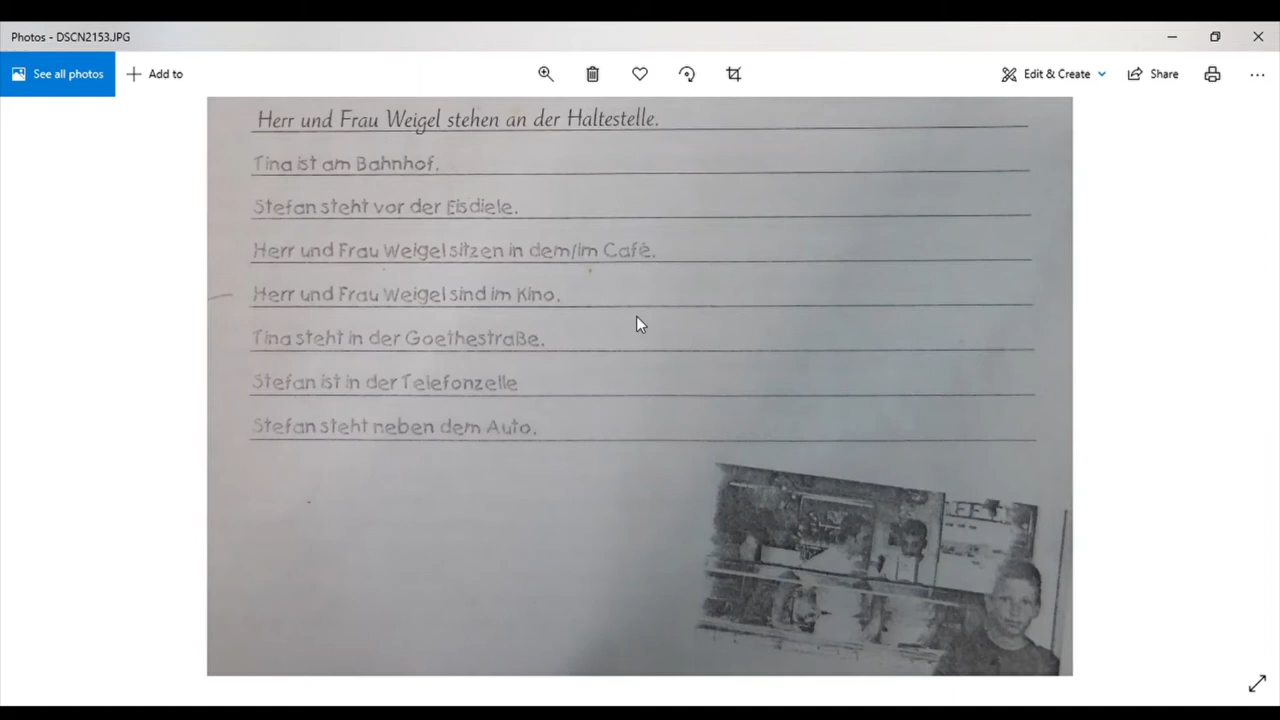 Photos - DSCN2153.JPG
See all photos
Add to
Edit & Create
Share
Herr und Frau Weigel stehen an der Haltestelle.
Tina ist am Bahnhof.
Stefan steht vor der Eisdiele.
Herr und Frau Weigel sitzen in dem/im Café.
Herr und Frau Weigel sind im Kino.
Tina steht in der Goethestraße.
Stefan ist in der Telefonzelle
Stefan steht neben dem Auto.